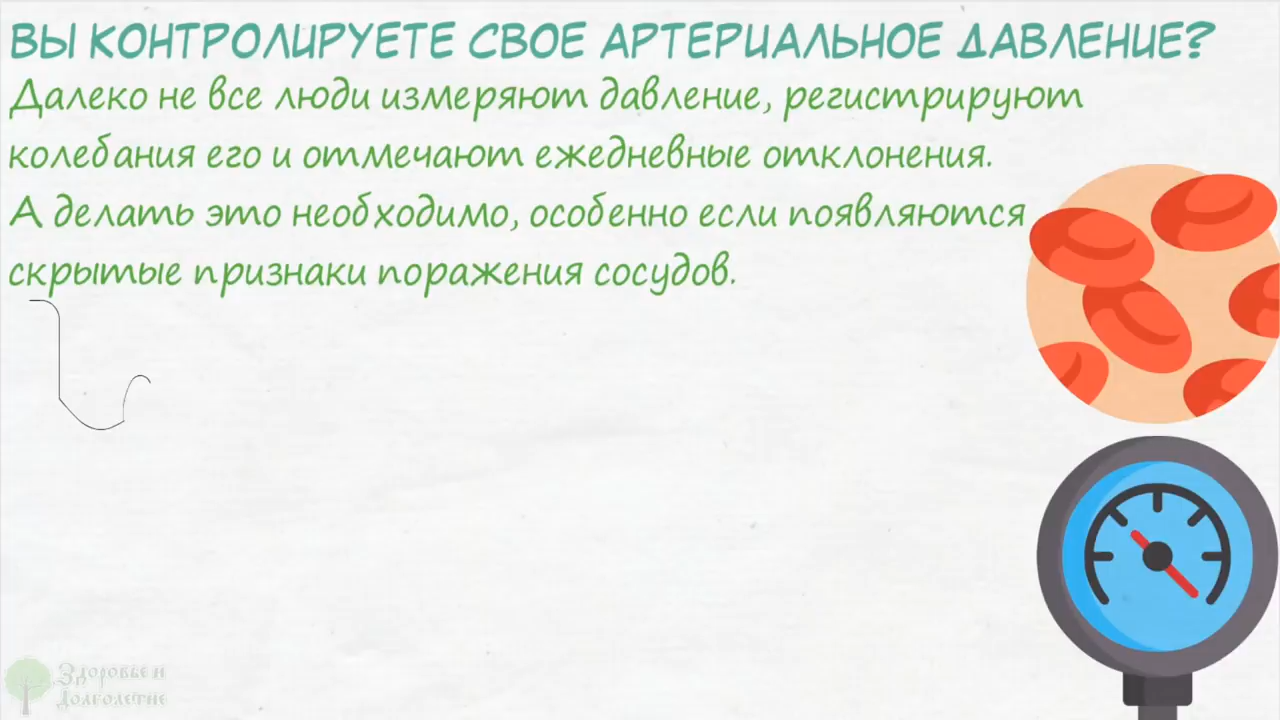 ВЫ КОНТРОЛИРУЕТЕ СВОЕ АРТЕРИАЛЬНОЕ ДАВЛЕНИЕ?
Далеко не все люди измеряют давление, регистрируют
колебания его и отмечают ежедневные отклонения.
А делать это необходимо, особенно если появляются
скрытые признаки поражения сосудов.
Здоровье и
Долголетие